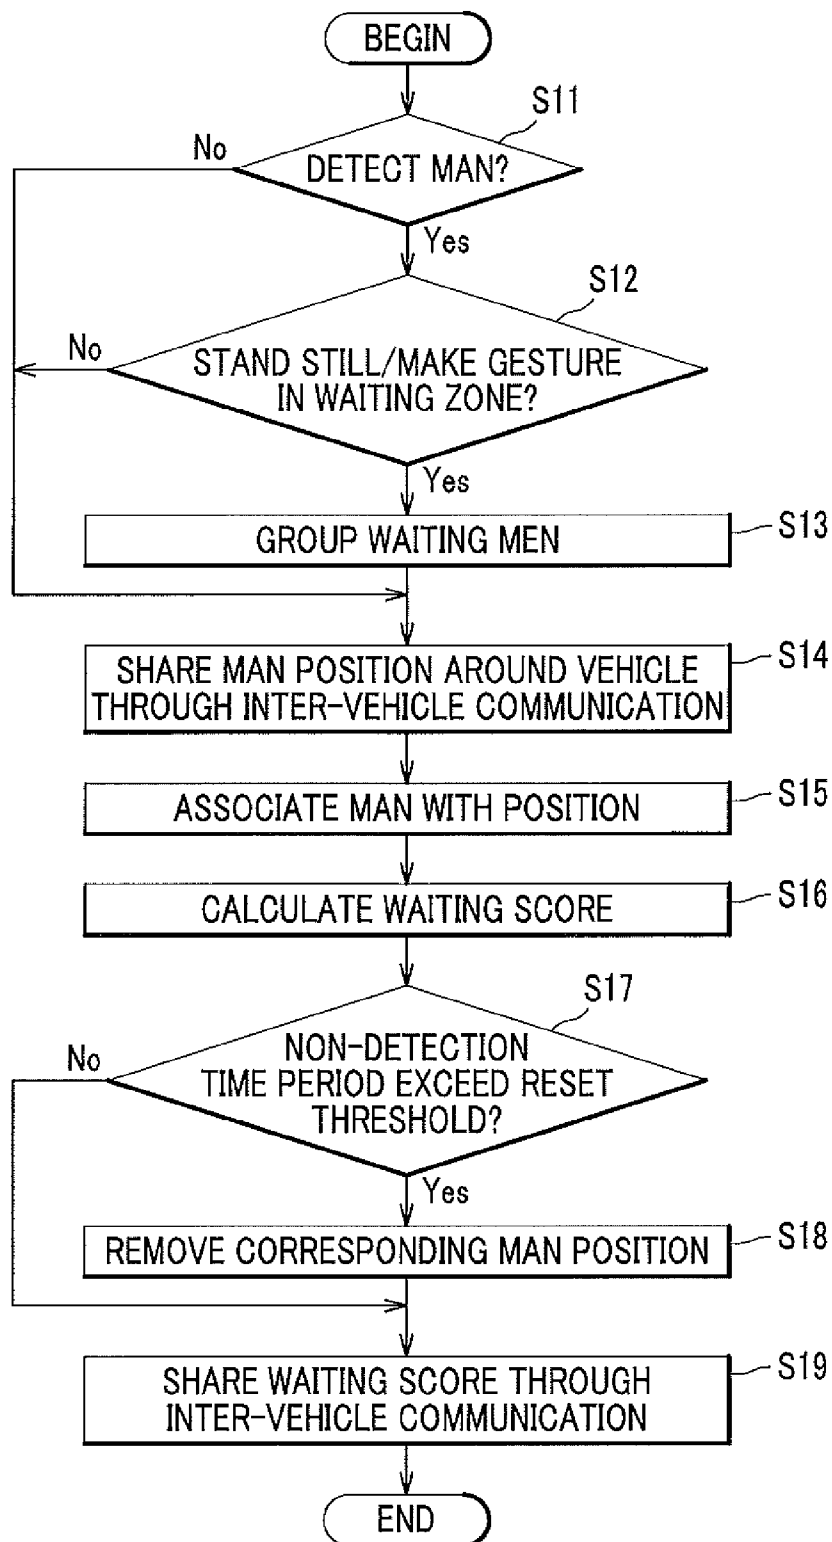 BEGIN
S11
No
DETECT MAN?
Yes
S12
No
STAND STILL/MAKE GESTURE
IN WAITING ZONE?
Yes
GROUP WAITING MEN
S13
SHARE MAN POSITION AROUND VEHICLE
THROUGH INTER-VEHICLE COMMUNICATION
S14
ASSOCIATE MAN WITH POSITION
S15
CALCULATE WAITING SCORE
S16
S17
No
NON-DETECTION
TIME PERIOD EXCEED RESET
THRESHOLD?
Yes
REMOVE CORRESPONDING MAN POSITION
S18
SHARE WAITING SCORE THROUGH
INTER-VEHICLE COMMUNICATION
S19
END